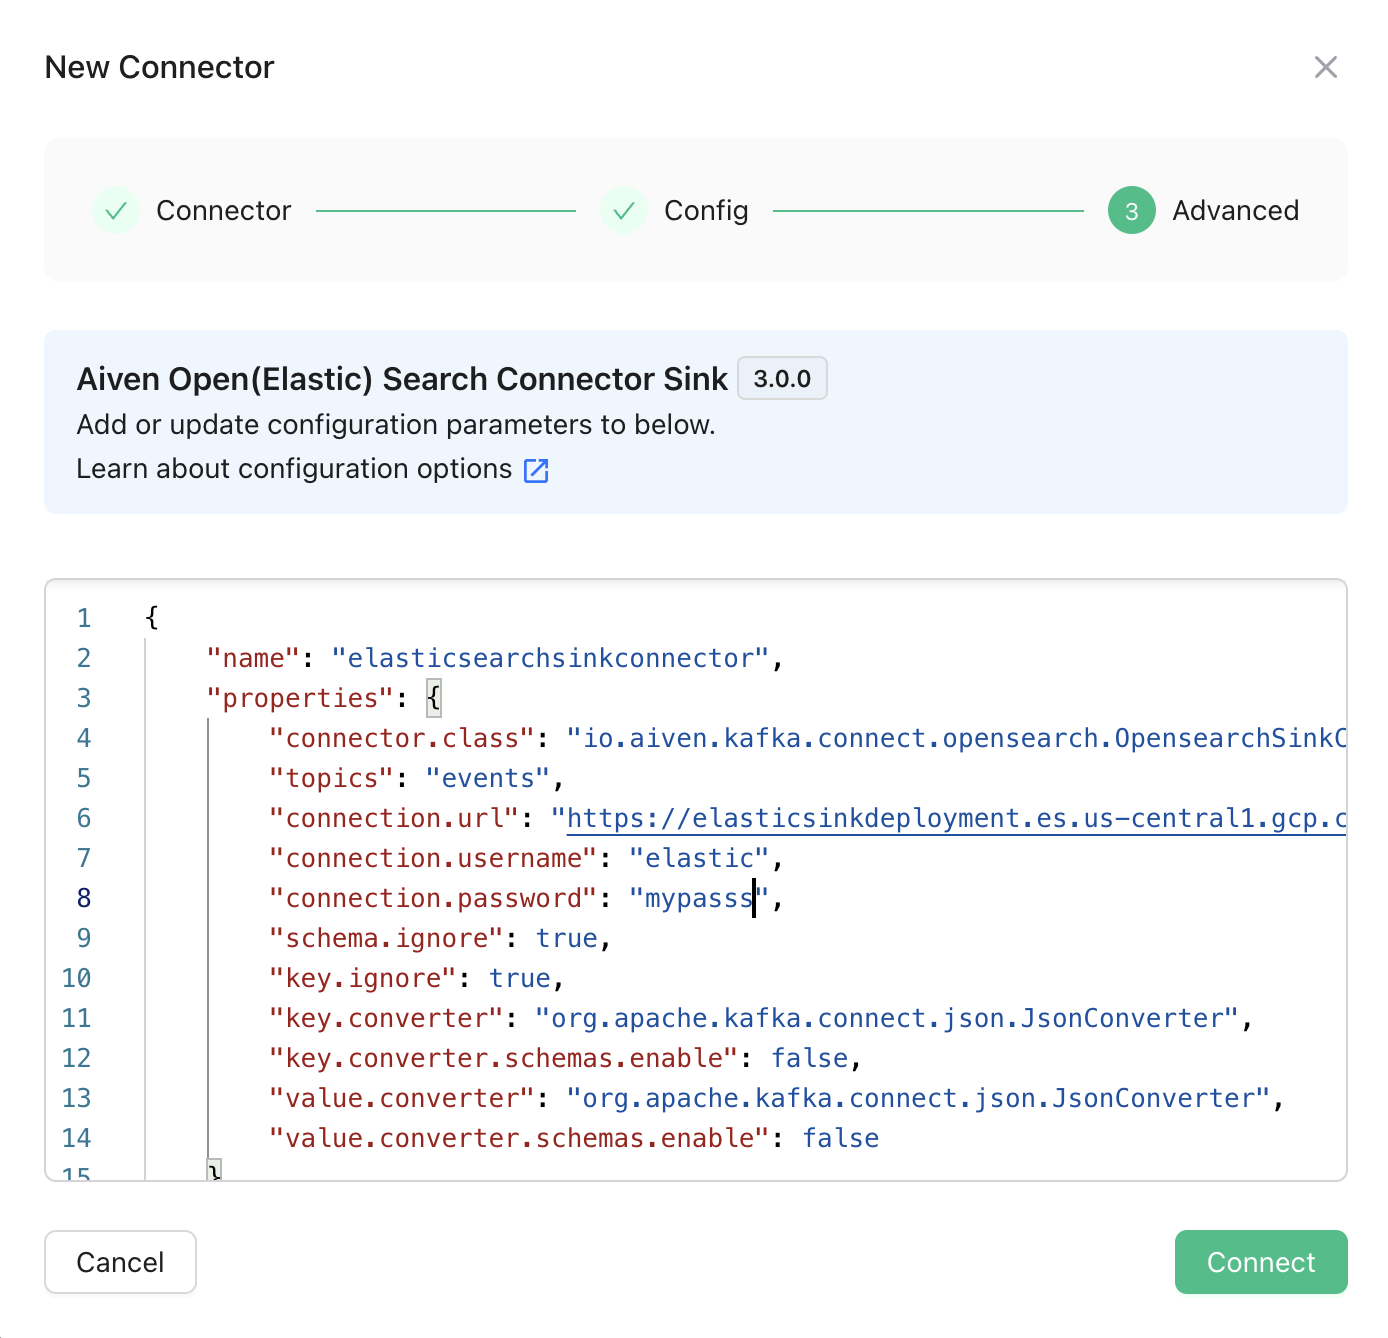 New Connector
Connector
Config
3 Advanced
Aiven Open(Elastic) Search Connector Sink 3.0.0
Add or update configuration parameters to below.
Learn about configuration options
1 {
2 "name": "elasticsearchsinkconnector",
3 "properties": {
4 "connector.class": "io.aiven.kafka.connect.opensearch.OpensearchSinkC
5 "topics": "events",
6 "connection.url": "https://elasticsinkdeployment.es.us-central1.gcp.c
7 "connection.username": "elastic",
8 "connection.password": "mypasss",
9 "schema.ignore": true,
10 "key.ignore": true,
11 "key.converter": "org.apache.kafka.connect.json.JsonConverter",
12 "key.converter.schemas.enable": false,
13 "value.converter": "org.apache.kafka.connect.json.JsonConverter",
14 "value.converter.schemas.enable": false
15 }
Cancel
Connect